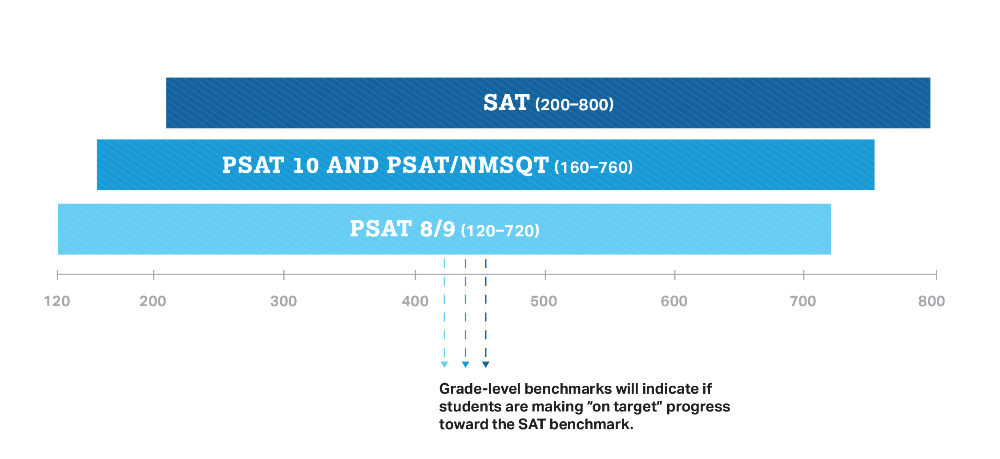 SAT (200–800)
PSAT 10 AND PSAT/NMSQT (160–760)
PSAT 8/9 (120–720)
120 200 300 400 500 600 700 800
Grade-level benchmarks will indicate if
students are making “on target” progress
toward the SAT benchmark.